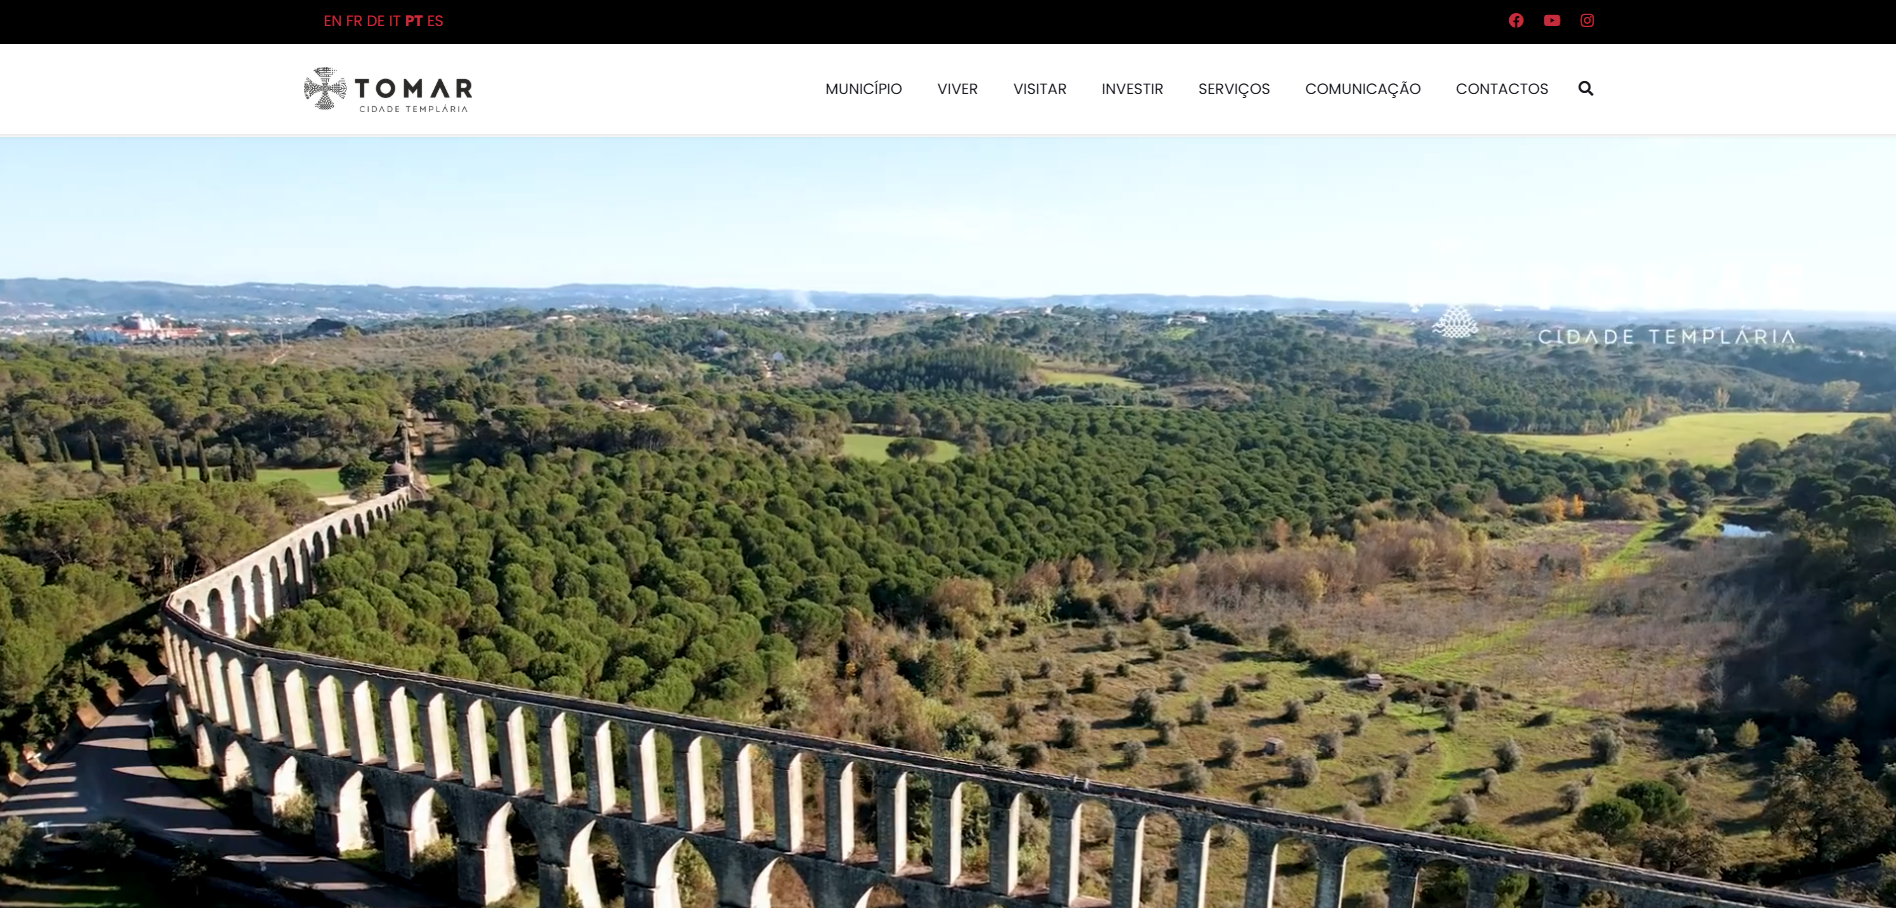 EN FR DE IT PT ES
TOMAR
CIDADE TEMPLÁRIA
MUNICÍPIO VIVER VISITAR INVESTIR SERVIÇOS COMUNICAÇÃO CONTACTOS
CIDADE TEMPLÁRIA